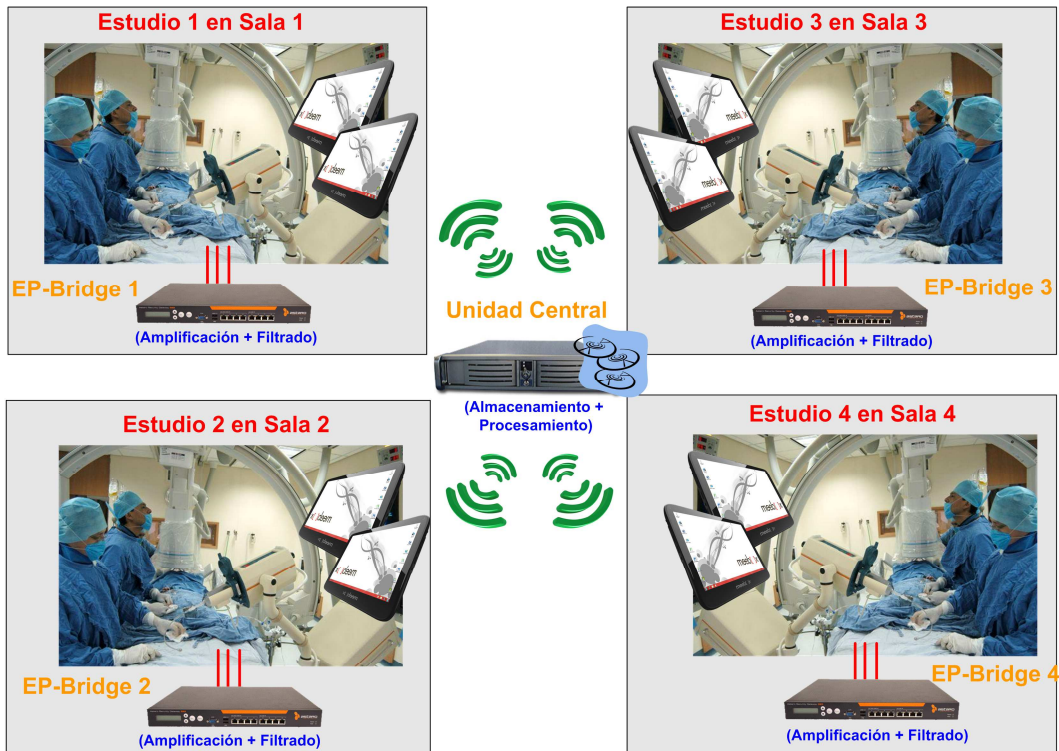 Estudio 1 en Sala 1
EP-Bridge 1
(Amplificación + Filtrado)
Estudio 3 en Sala 3
EP-Bridge 3
(Amplificación + Filtrado)
Unidad Central
(Almacenamiento +
Procesamiento)
Estudio 2 en Sala 2
EP-Bridge 2
(Amplificación + Filtrado)
Estudio 4 en Sala 4
EP-Bridge 4
(Amplificación + Filtrado)